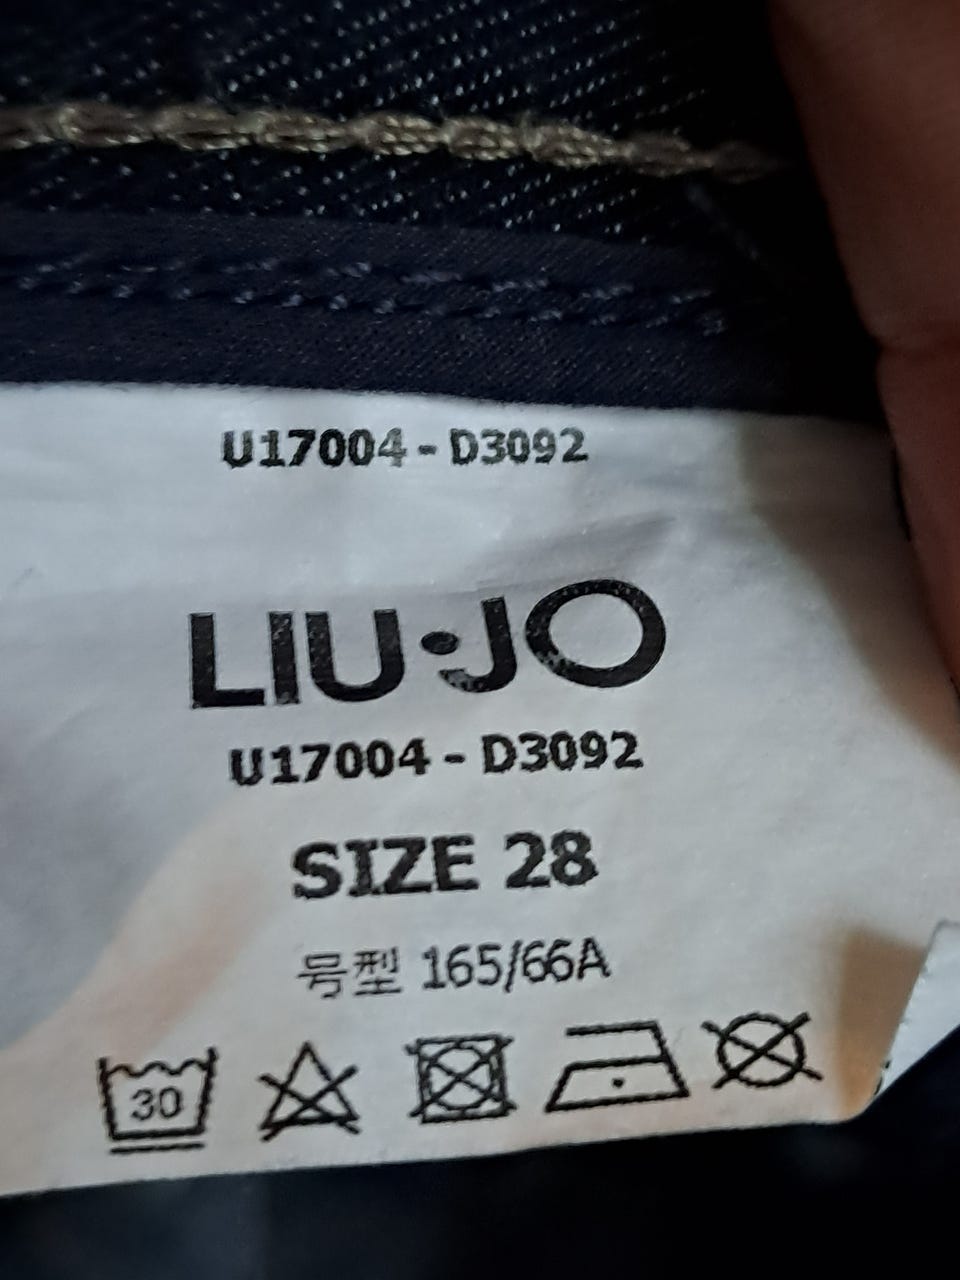 U17004 - D3092
LIU·JO
U17004 - D3092
SIZE 28
号型 165/66A
30